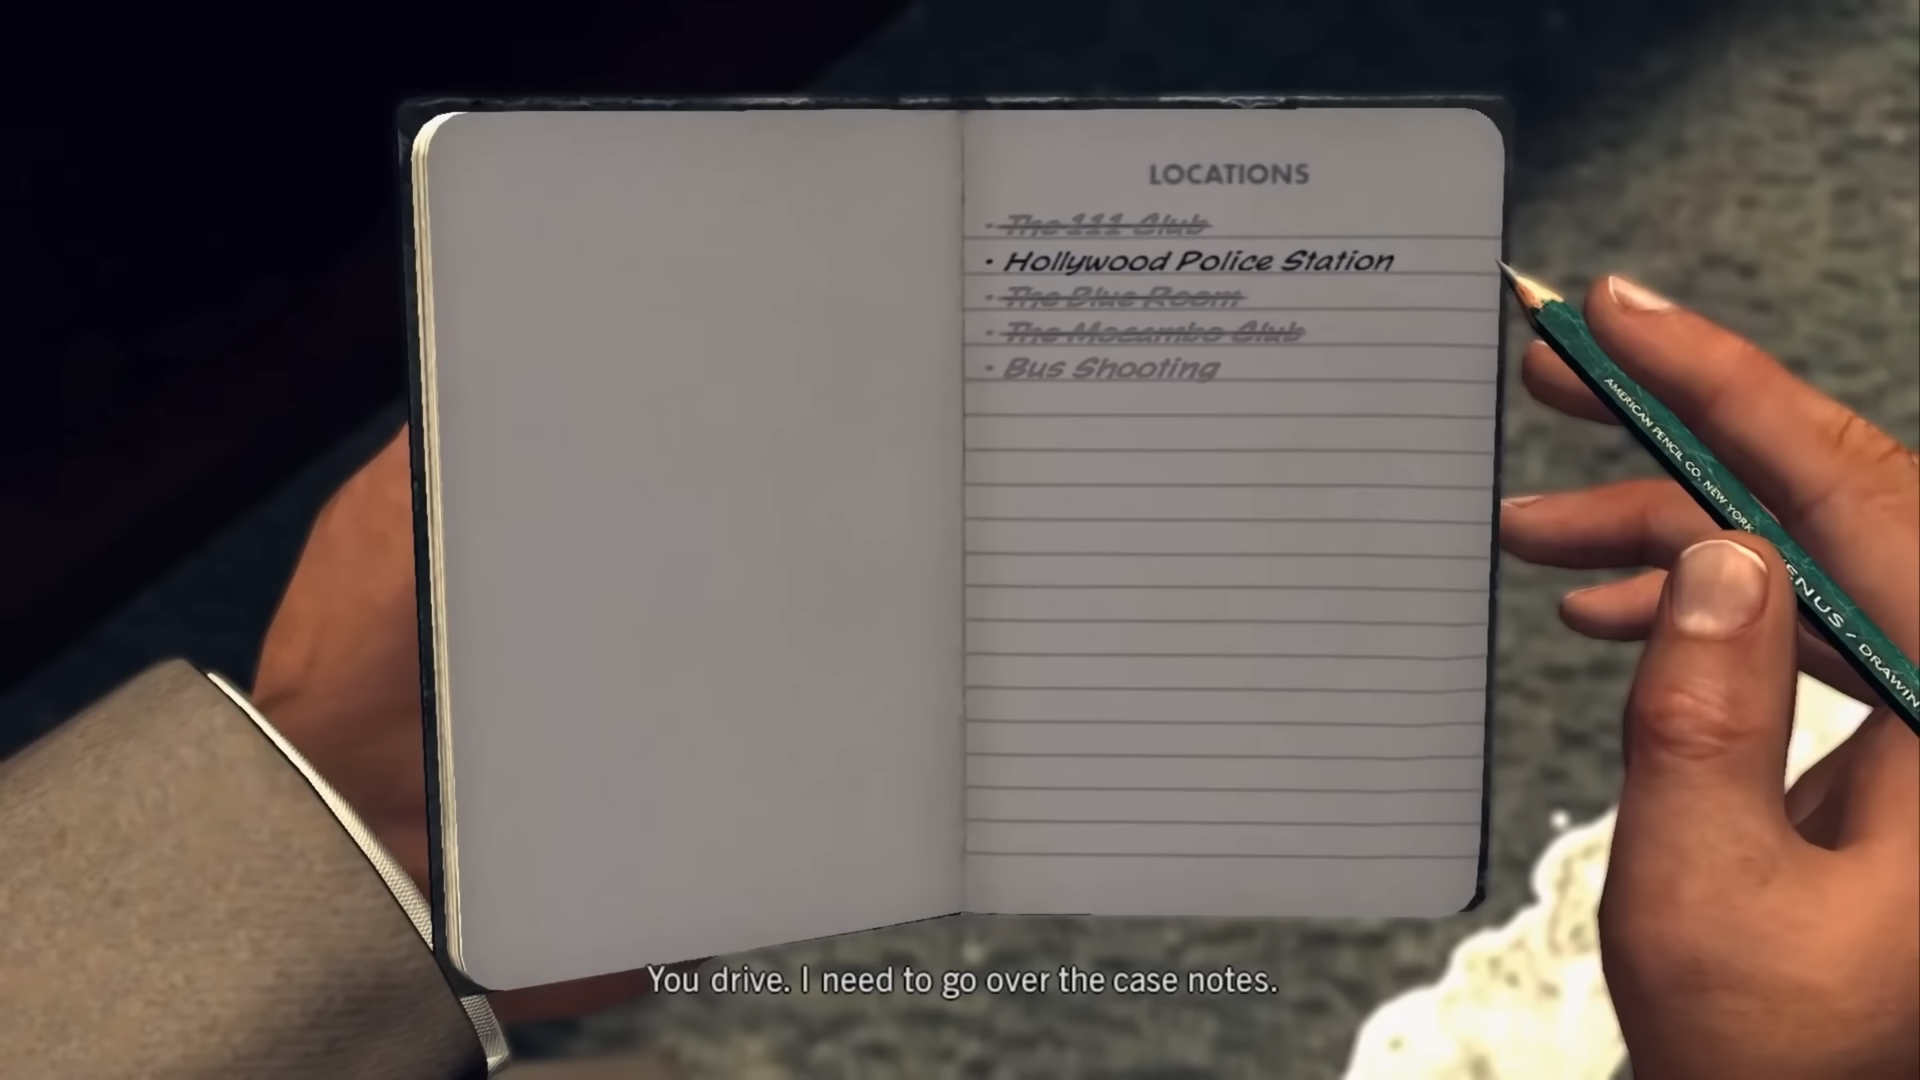 LOCATIONS
· The 111 Club
· Hollywood Police Station
· The Blue Room
· The Mocambo Club
· Bus Shooting
AMERICAN PENCIL CO. NEW YORK
ENUS / DRAWIN
You drive. I need to go over the case notes.